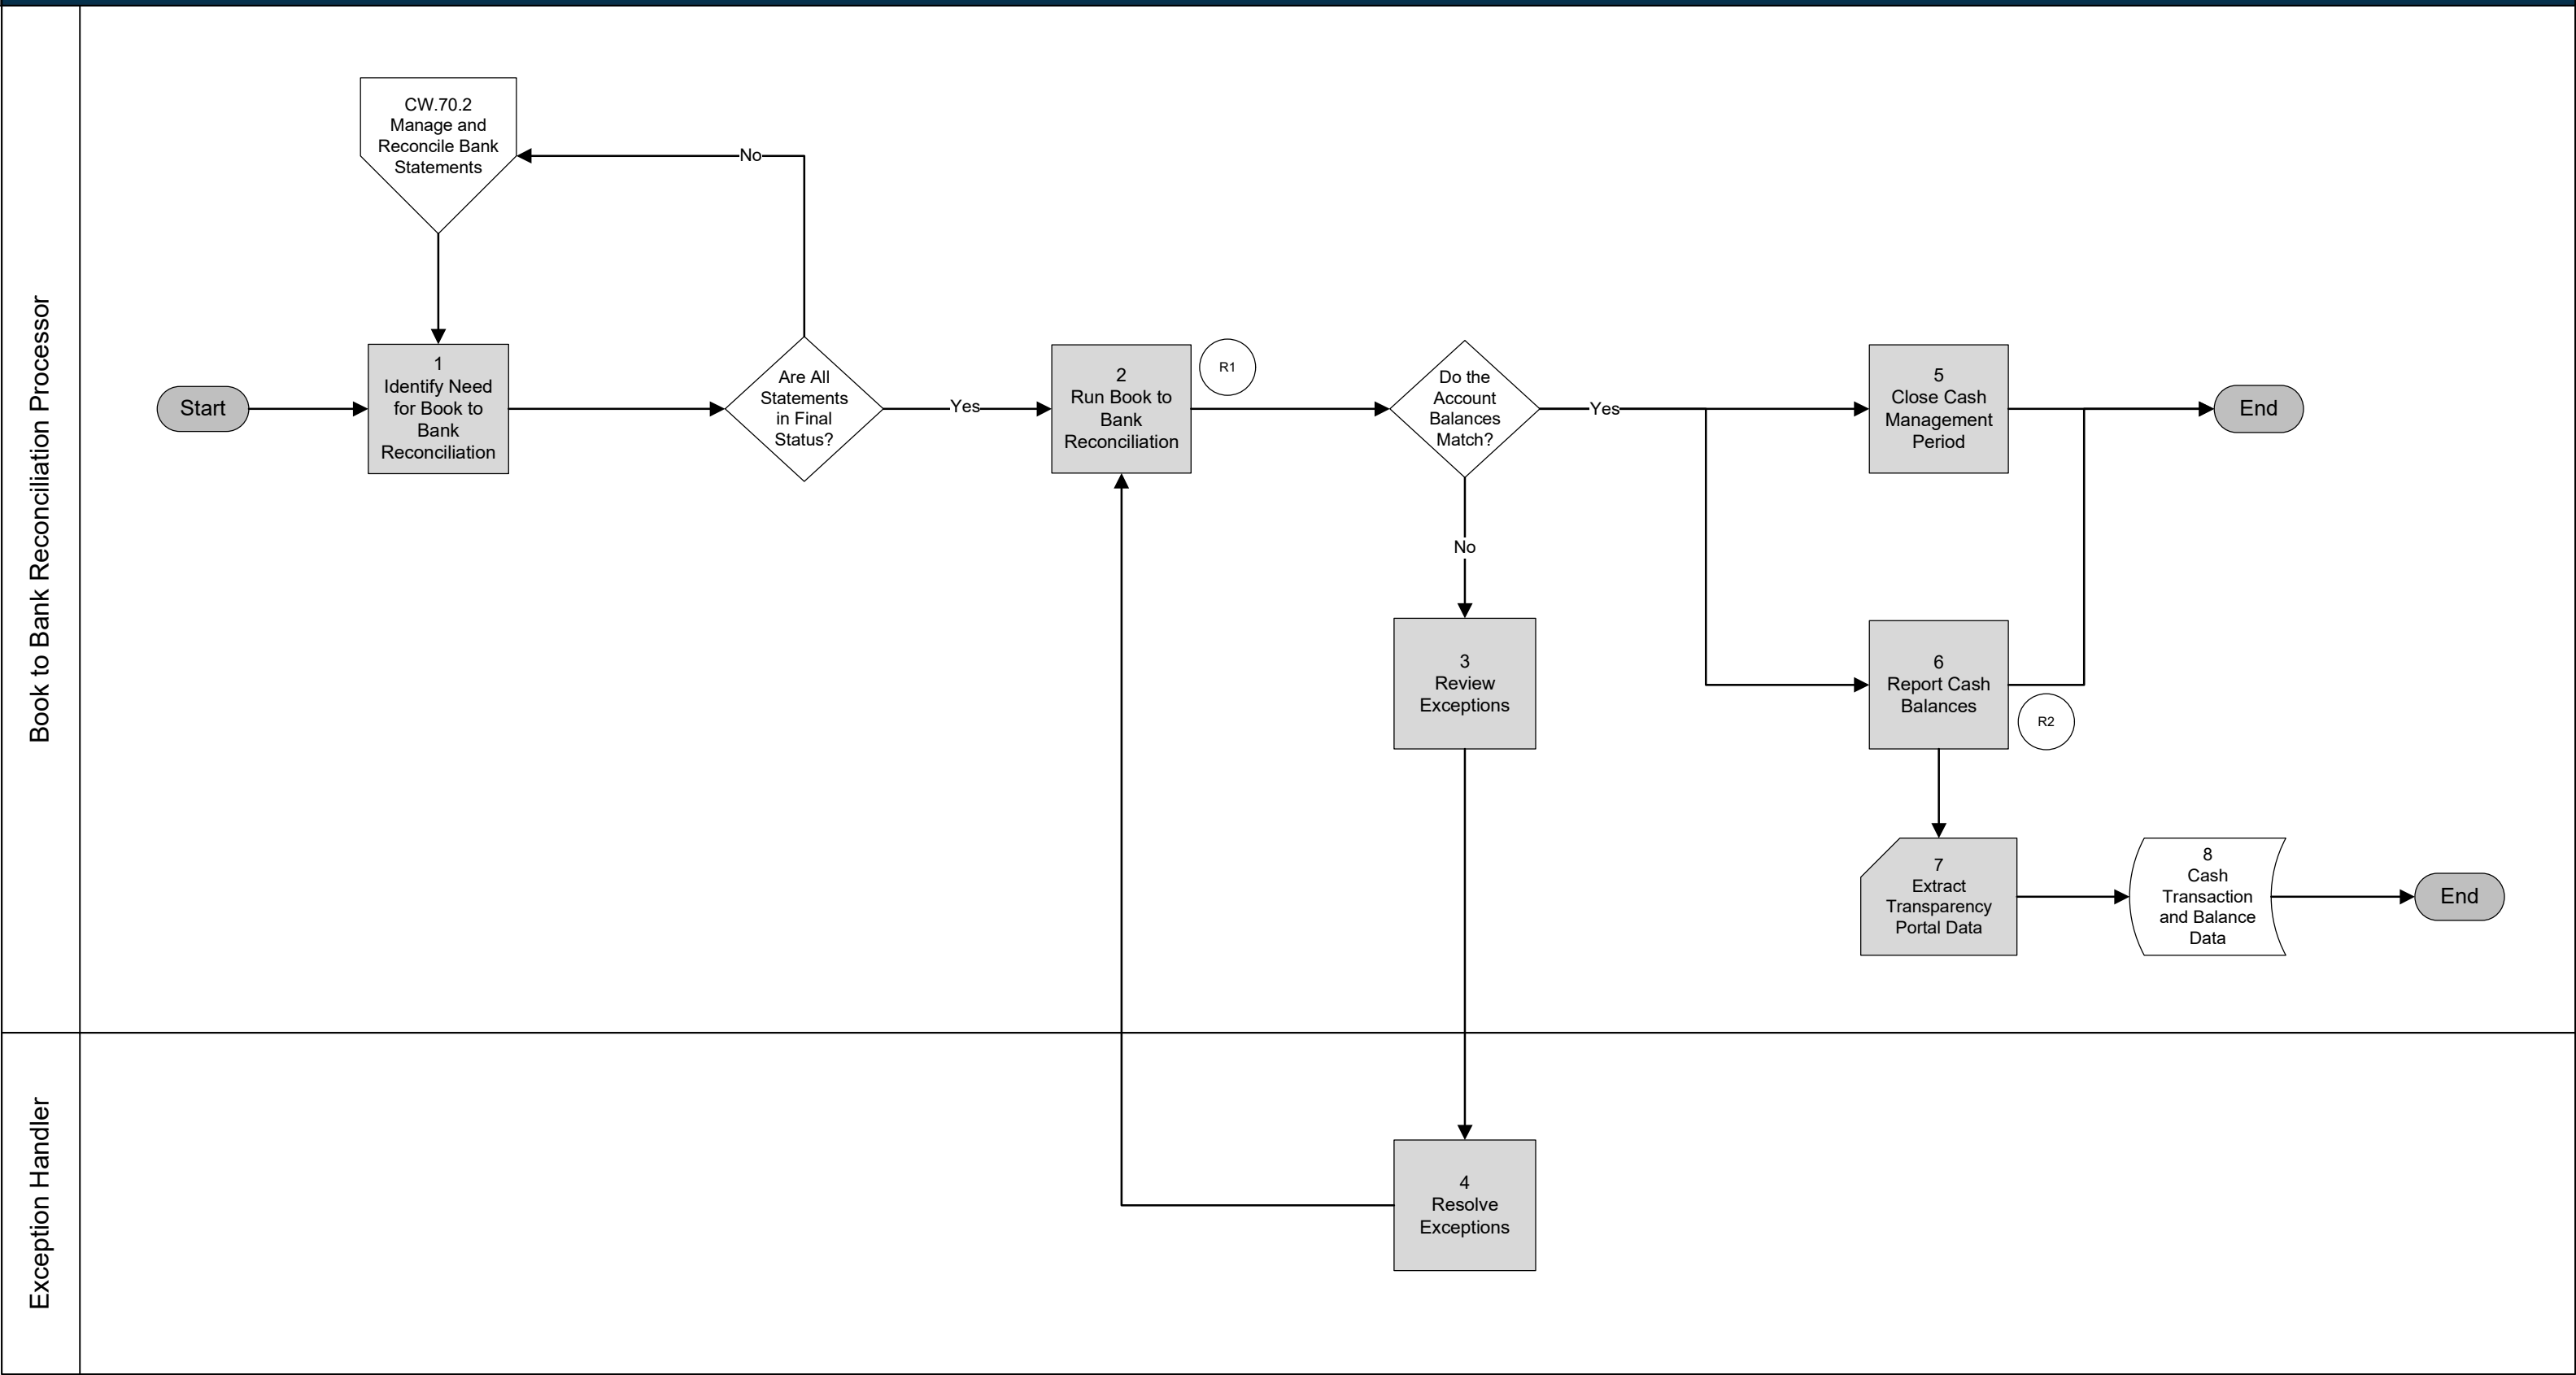 Book to Bank Reconciliation Processor
CW.70.2
Manage and
Reconcile Bank
Statements
No
Start
1
Identify Need
for Book to
Bank
Reconciliation
Are All
Statements
in Final
Status?
Yes
2
Run Book to
Bank
Reconciliation
R1
Do the
Account
Balances
Match?
Yes
5
Close Cash
Management
Period
End
No
3
Review
Exceptions
6
Report Cash
Balances
R2
7
Extract
Transparency
Portal Data
8
Cash
Transaction
and Balance
Data
End
Exception Handler
4
Resolve
Exceptions